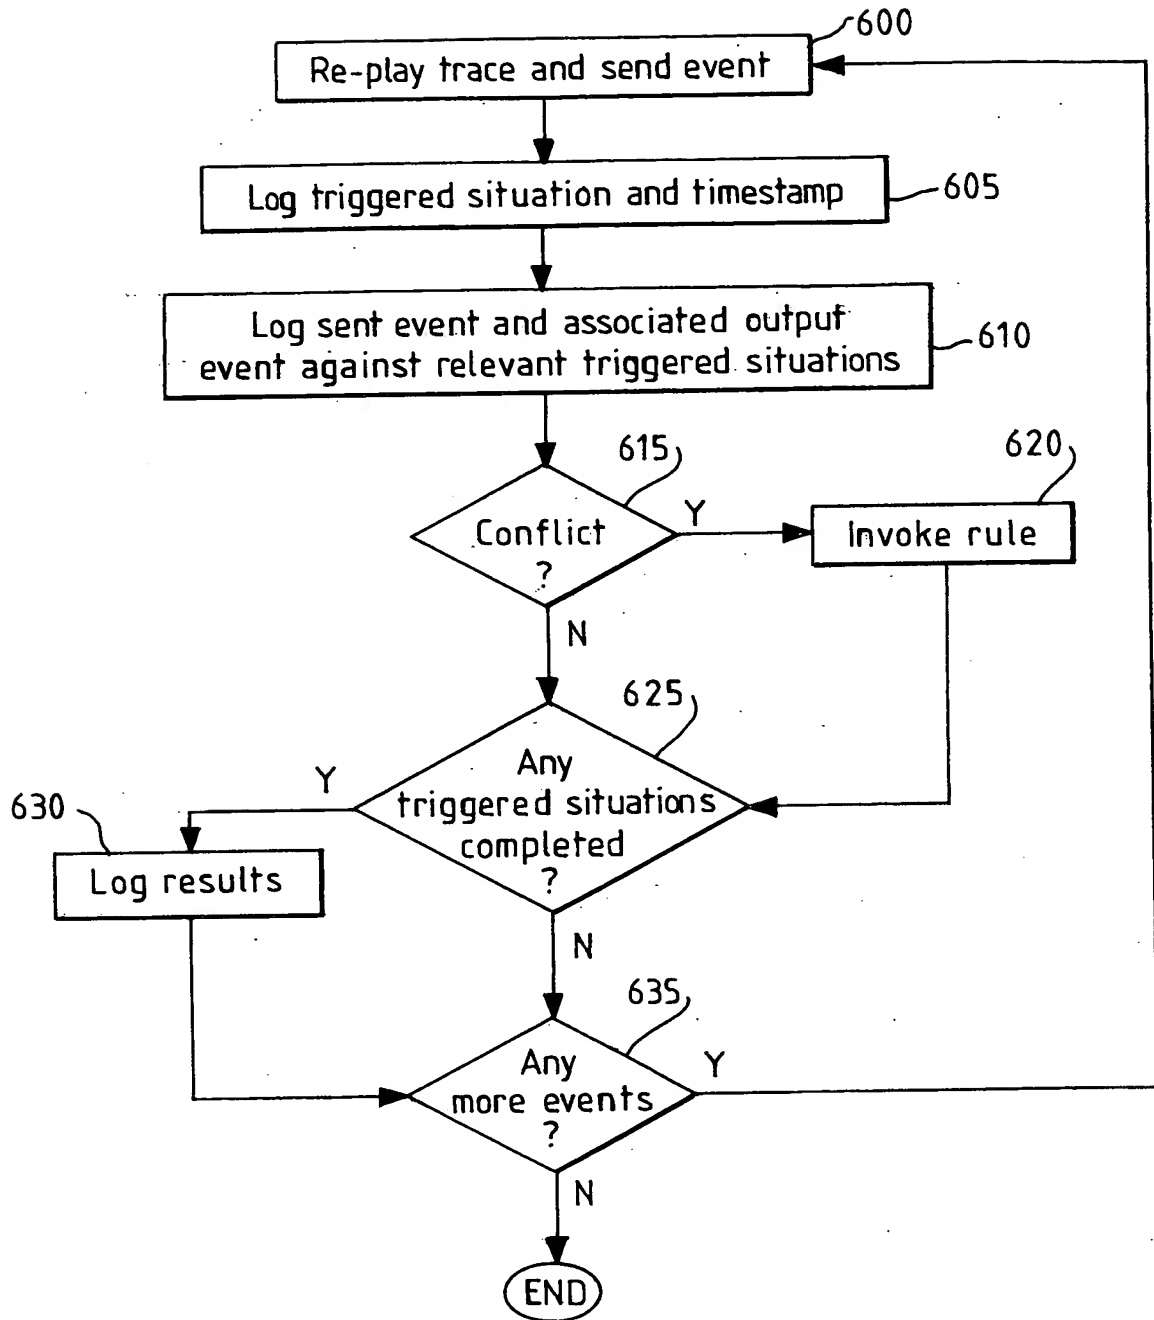 600
Re-play trace and send event
Log triggered situation and timestamp
605
Log sent event and associated output
event against relevant triggered situations
610
615
Conflict
?
Y
620
Invoke rule
N
625
Any
triggered situations
completed
?
Y
630
Log results
N
635
Any
more events
?
Y
N
END